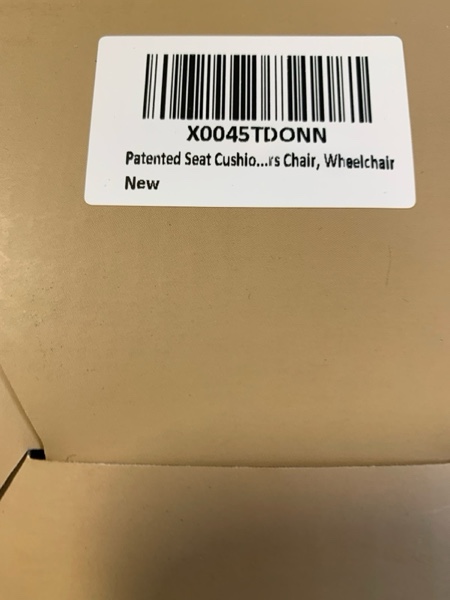 X0045TDONN
Patented Seat Cushio...rs Chair, Wheelchair
New